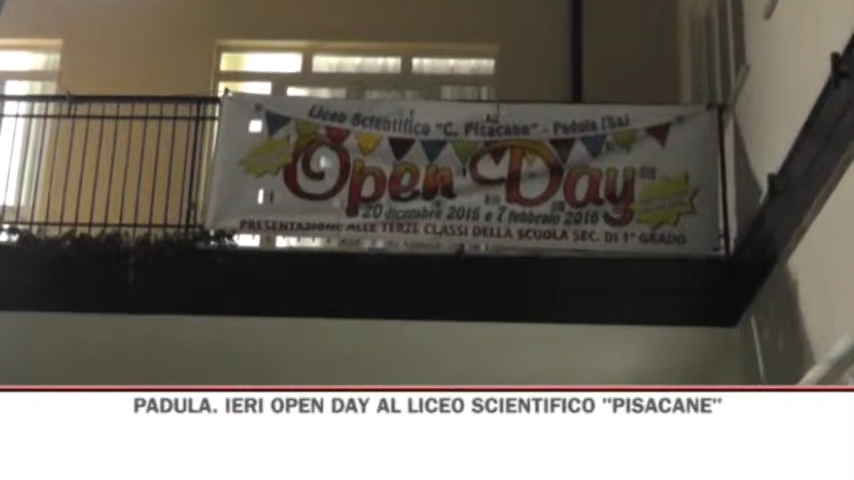 Liceo Scientifico "C. Pisacane" - Padula (Sa)
Open Day
20 dicembre 2015 e 7 febbraio 2016
PRESENTAZIONE ALLE TERZE CLASSI DELLA SCUOLA SEC. DI 1° GRADO
PADULA. IERI OPEN DAY AL LICEO SCIENTIFICO "PISACANE"